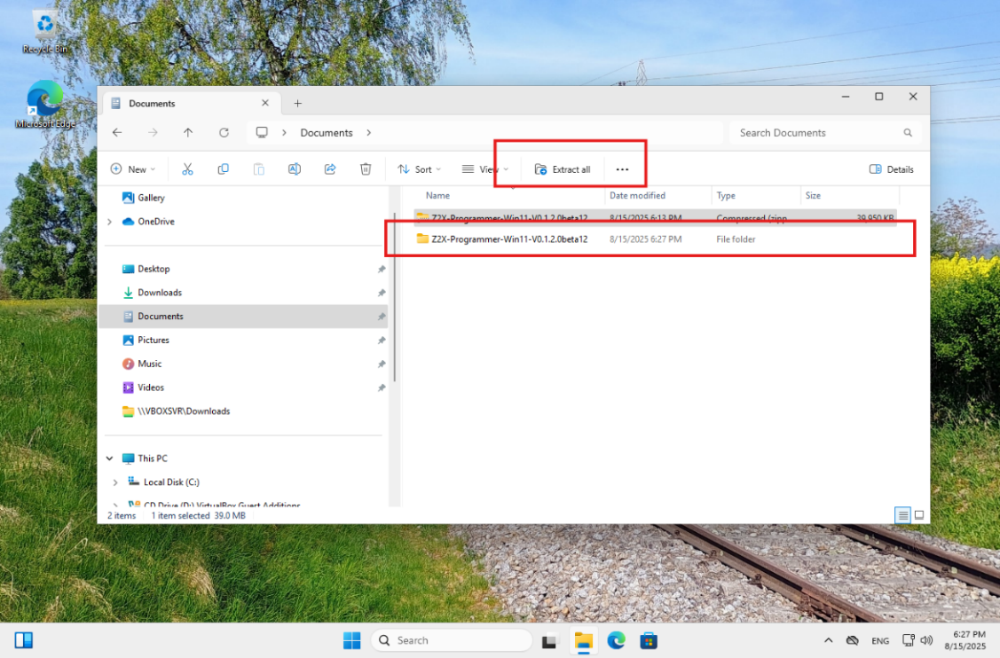 Recycle Bin
Microsoft Edge
Documents
Documents
Search Documents
New
Sort
View
Extract all
Details
Gallery
OneDrive
Desktop
Downloads
Documents
Pictures
Music
Videos
\\VBOXSVR\Downloads
This PC
Local Disk (C:)
CD Drive (D:) VirtualBox Guest Additions
Name Date modified Type Size
Z2X-Programmer-Win11-V0.1.2.0beta12 8/15/2025 6:13 PM Compressed (zipp... 39,950 KB
Z2X-Programmer-Win11-V0.1.2.0beta12 8/15/2025 6:27 PM File folder
2 items 1 item selected 39.0 MB
Search
ENG
6:27 PM
8/15/2025